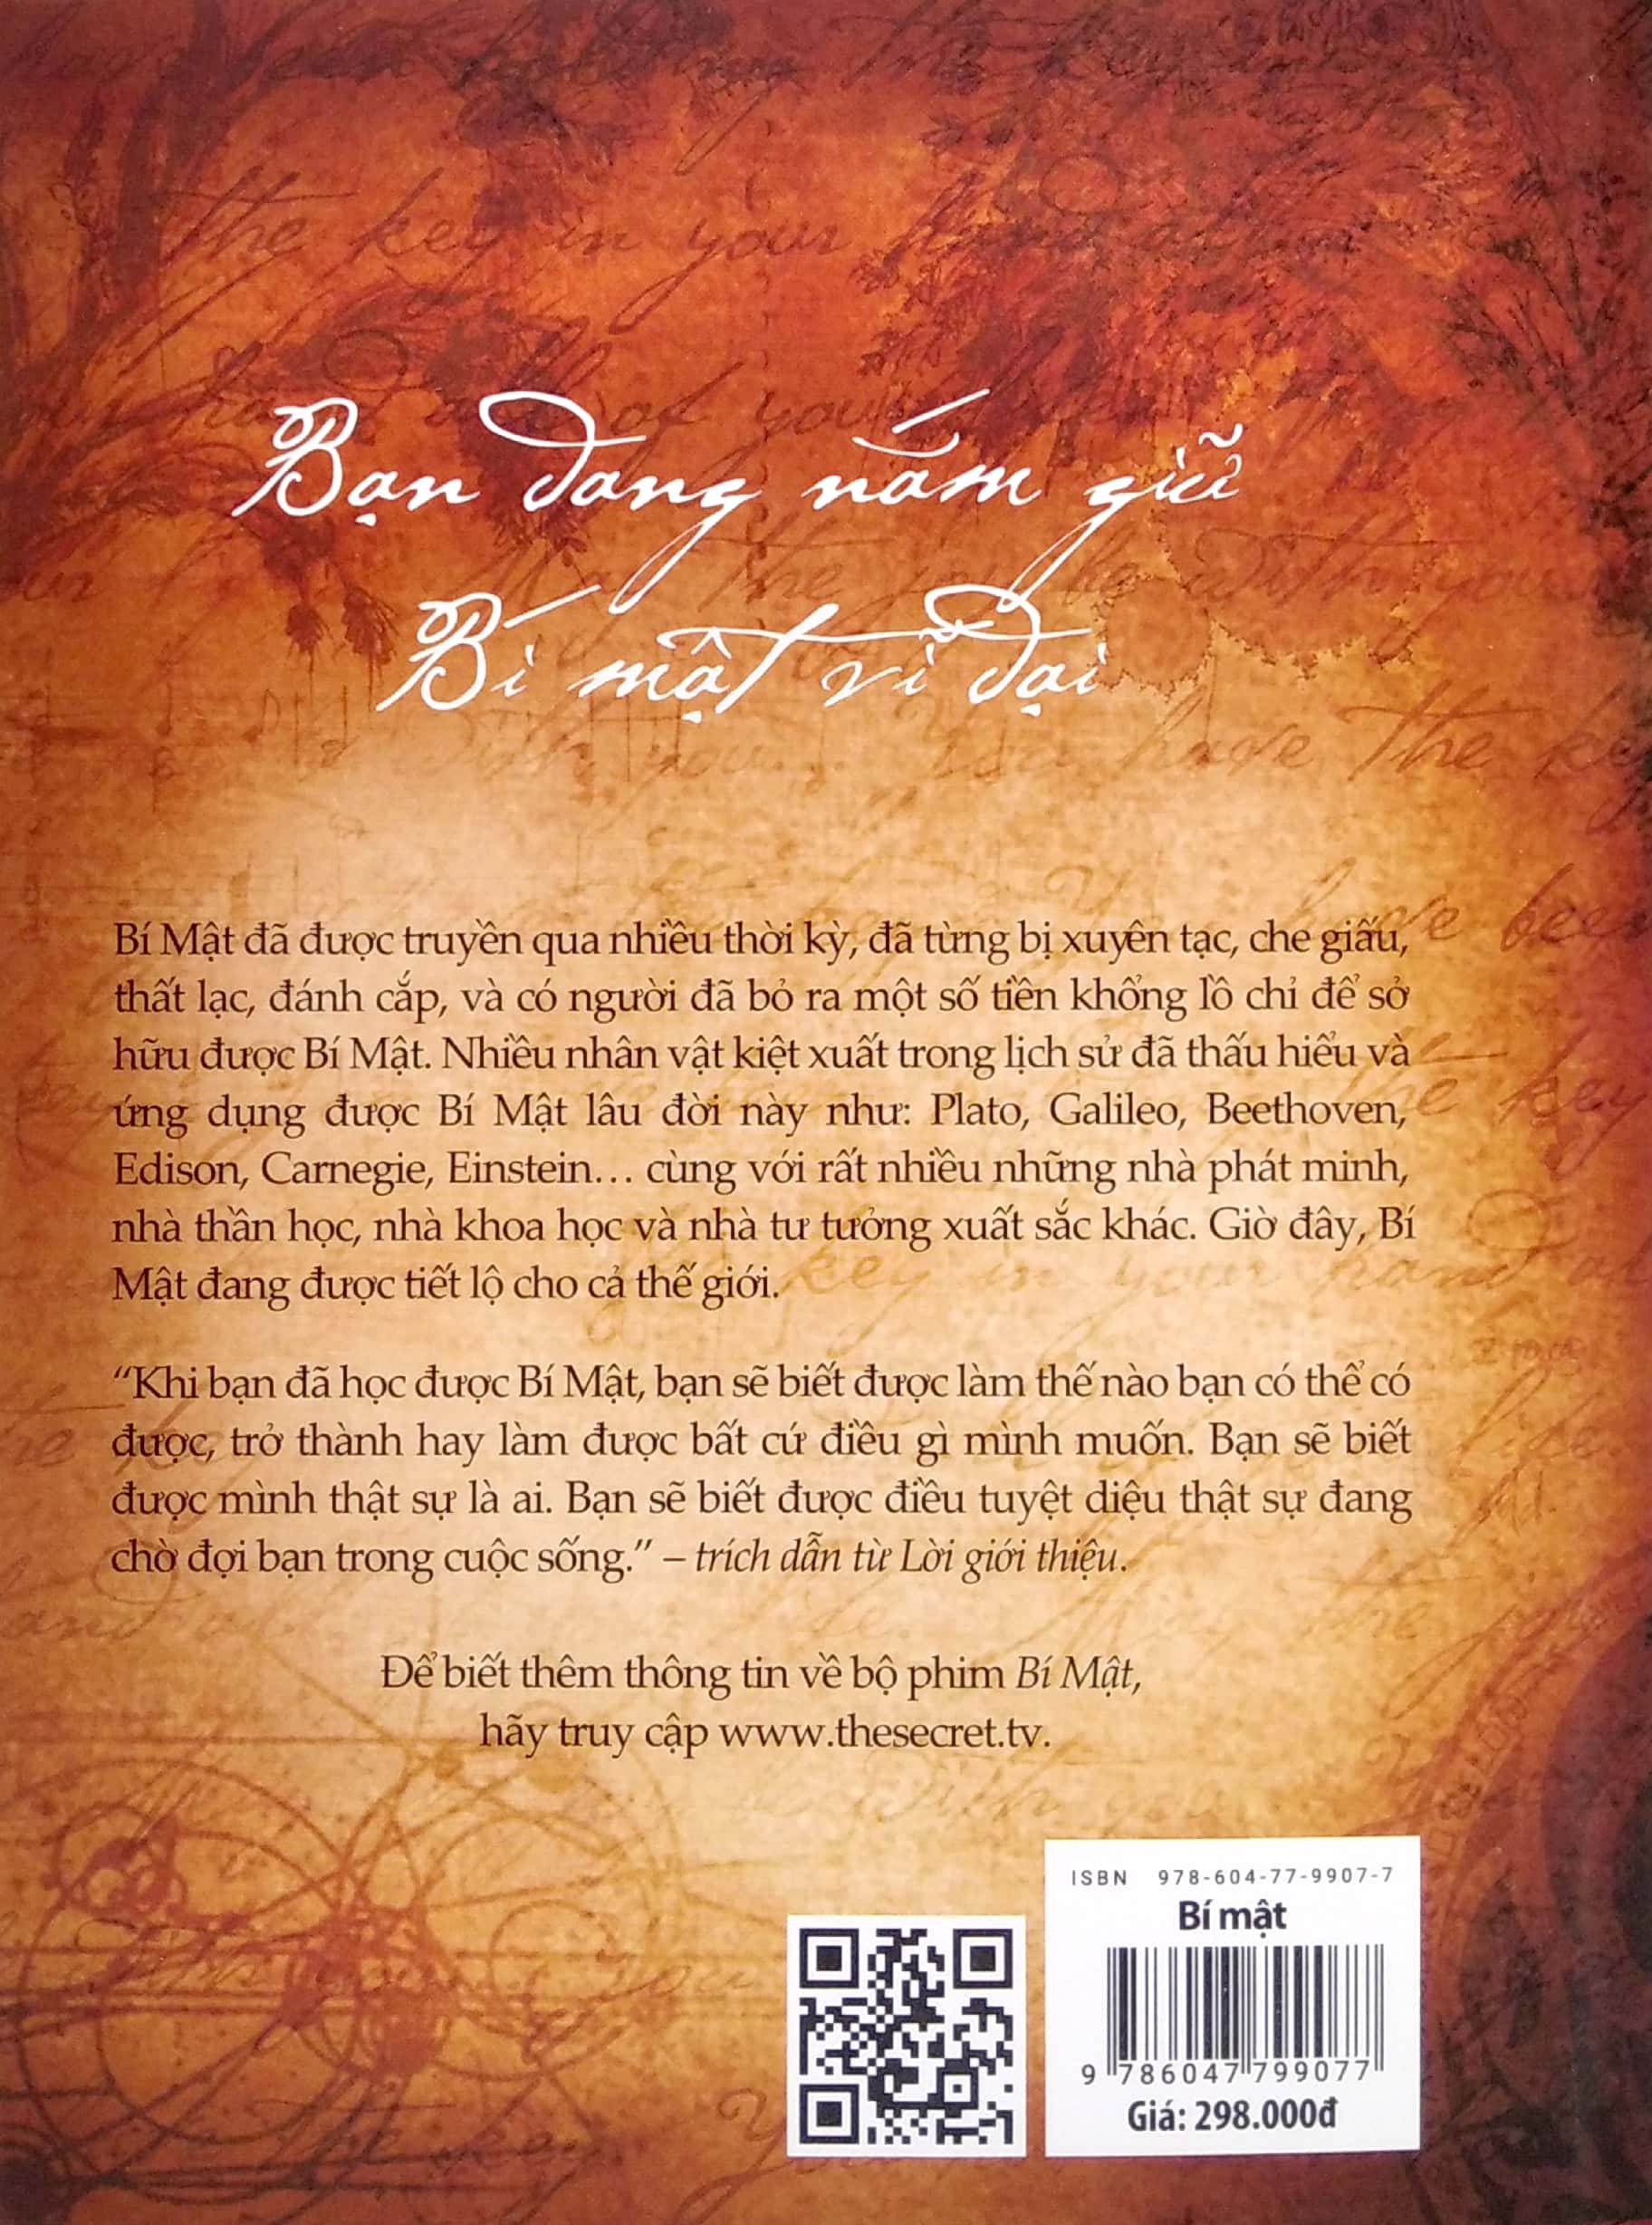 Bạn đang nắm giữ
Bí mật vĩ đại
Bí Mật đã được truyền qua nhiều thời kỳ, đã từng bị xuyên tạc, che giấu,
thất lạc, đánh cắp, và có người đã bỏ ra một số tiền khổng lồ chỉ để sở
hữu được Bí Mật. Nhiều nhân vật kiệt xuất trong lịch sử đã thấu hiểu và
ứng dụng được Bí Mật lâu đời này như: Plato, Galileo, Beethoven,
Edison, Carnegie, Einstein… cùng với rất nhiều những nhà phát minh,
nhà thần học, nhà khoa học và nhà tư tưởng xuất sắc khác. Giờ đây, Bí
Mật đang được tiết lộ cho cả thế giới.
“Khi bạn đã học được Bí Mật, bạn sẽ biết được làm thế nào bạn có thể có
được, trở thành hay làm được bất cứ điều gì mình muốn. Bạn sẽ biết
được mình thật sự là ai. Bạn sẽ biết được điều tuyệt diệu thật sự đang
chờ đợi bạn trong cuộc sống.” – trích dẫn từ Lời giới thiệu.
Để biết thêm thông tin về bộ phim Bí Mật,
hãy truy cập www.thesecret.tv.
ISBN 978-604-77-9907-7
Bí mật
9 786047 799077
Giá: 298.000đ